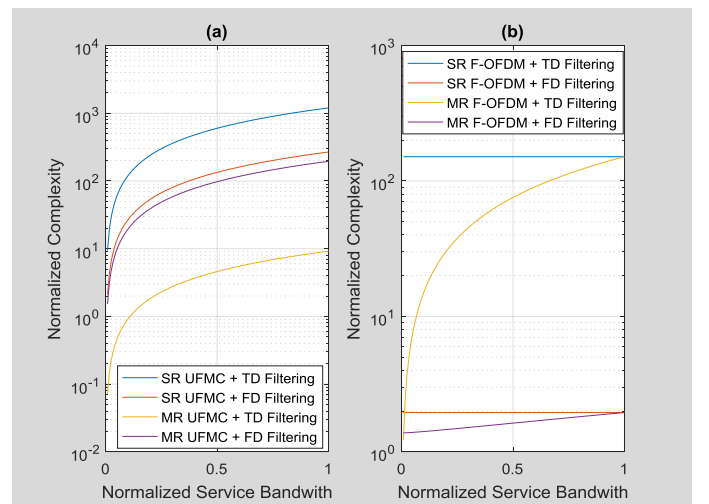 (a)
10^4
10^3
10^2
10^1
10^0
10^-1
10^-2
Normalized Complexity
SR UFMC + TD Filtering
SR UFMC + FD Filtering
MR UFMC + TD Filtering
MR UFMC + FD Filtering
0 0.5 1
Normalized Service Bandwith
(b)
10^3
10^2
10^1
10^0
Normalized Complexity
SR F-OFDM + TD Filtering
SR F-OFDM + FD Filtering
MR F-OFDM + TD Filtering
MR F-OFDM + FD Filtering
0 0.5 1
Normalized Service Bandwith